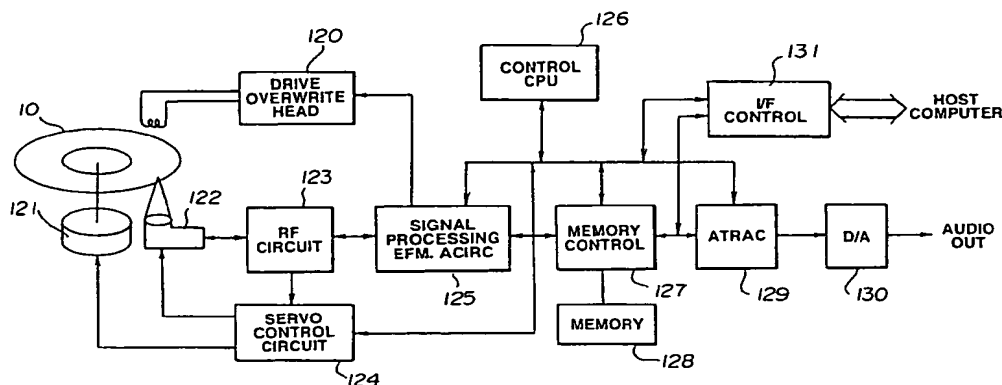 120
126
131
DRIVE
OVERWRITE
HEAD
CONTROL
CPU
I/F
CONTROL
HOST
COMPUTER
10
121
122
123
RF
CIRCUIT
SIGNAL
PROCESSING
EFM. ACIRC
125
MEMORY
CONTROL
127
ATRAC
129
D/A
130
AUDIO
OUT
SERVO
CONTROL
CIRCUIT
124
MEMORY
128